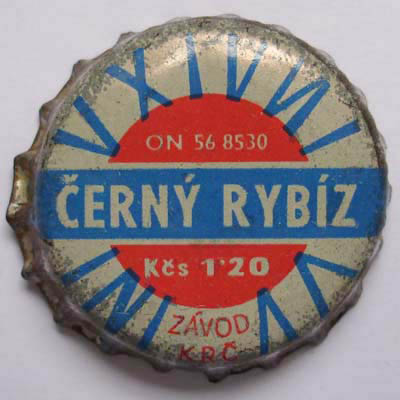 ON 56 8530
ČERNÝ RYBÍZ
Kčs 1'20
ZÁVOD
KRČ